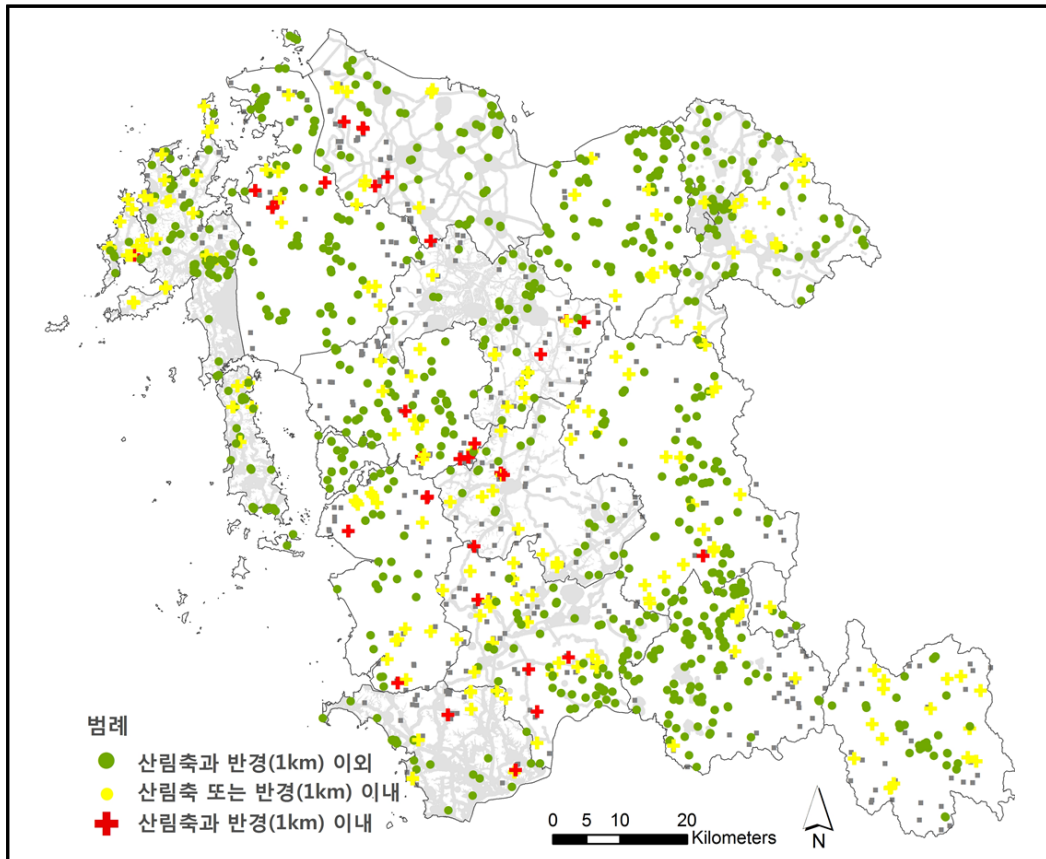 범례
산림축과 반경(1km) 이외
산림축 또는 반경(1km) 이내
산림축과 반경(1km) 이내
0 5 10 20
Kilometers
N